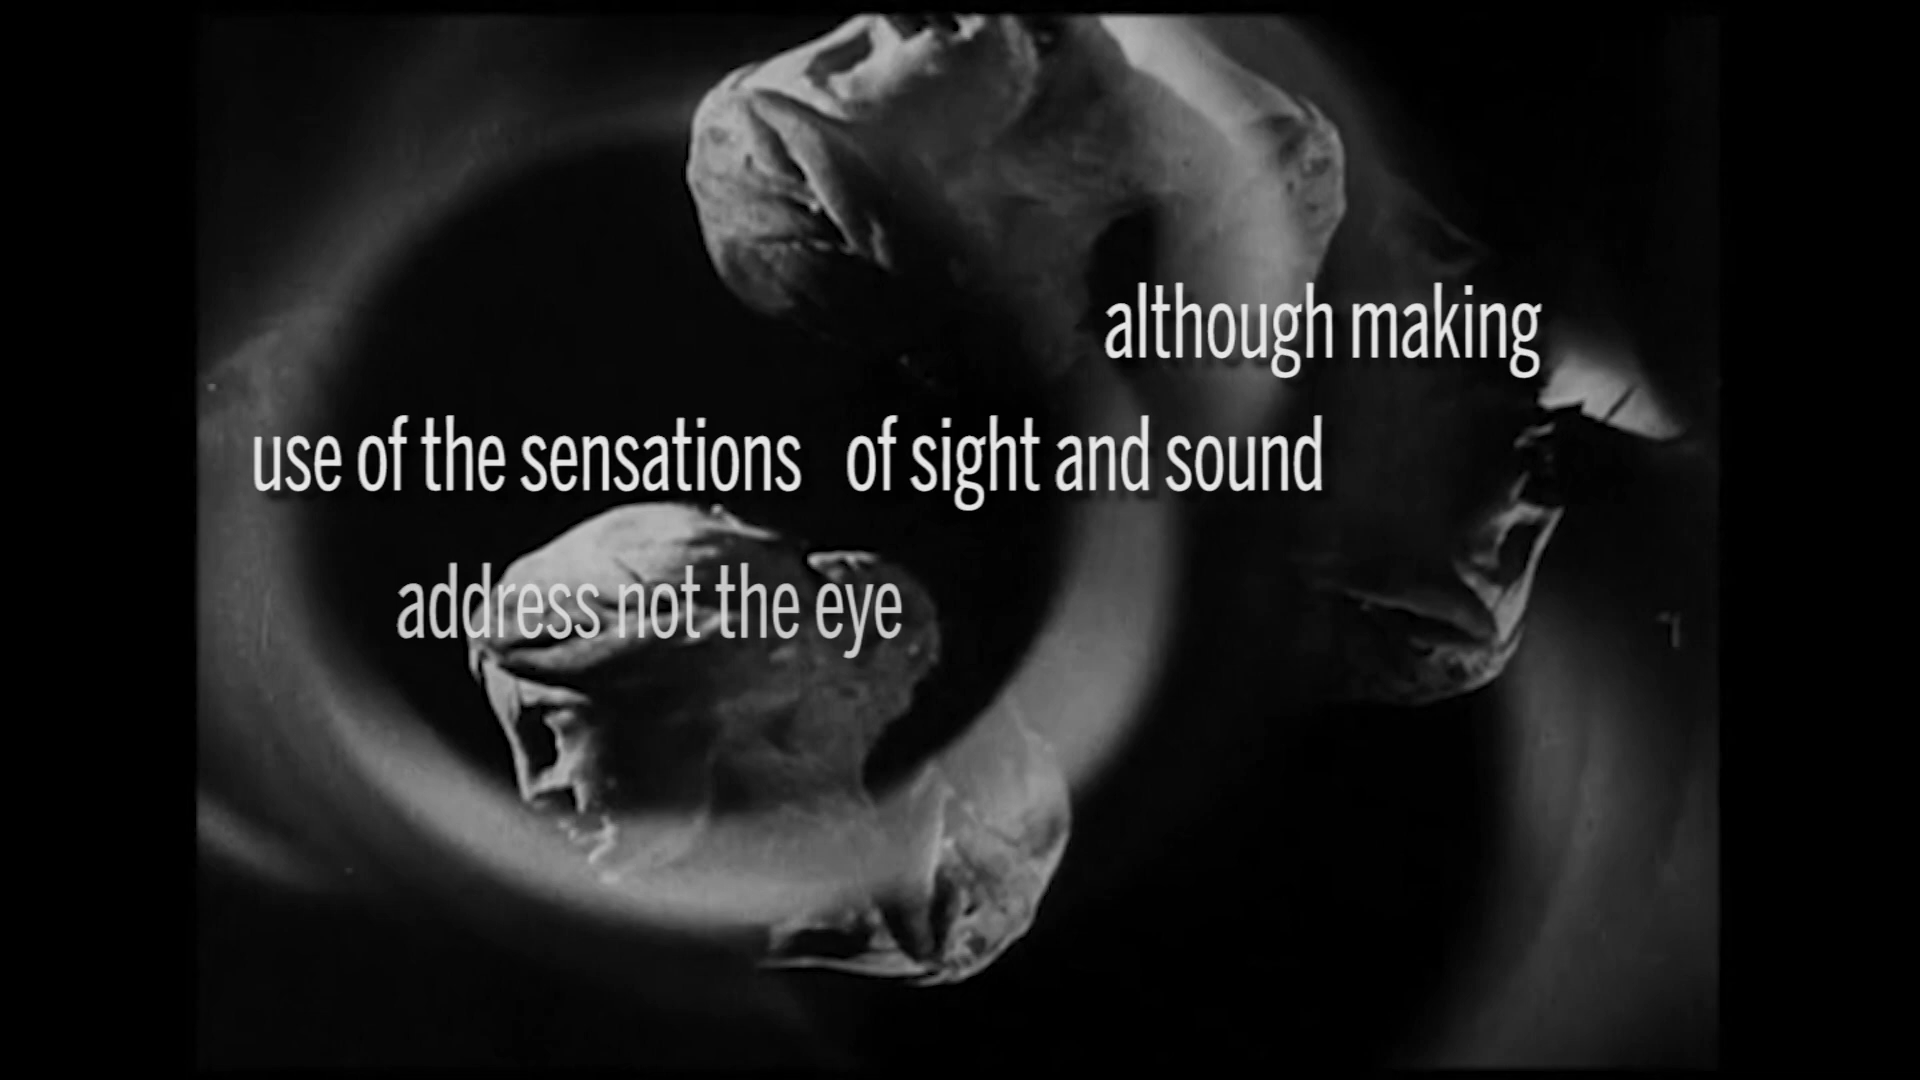 although making
use of the sensations of sight and sound
address not the eye